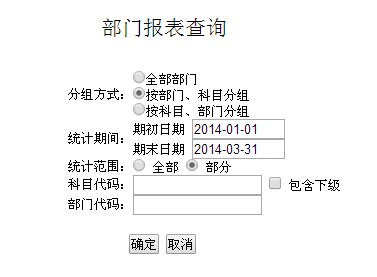 部门报表查询
全部部门
分组方式: 按部门、科目分组
按科目、部门分组
统计期间: 期初日期 2014-01-01
期末日期 2014-03-31
统计范围: 全部 部分
科目代码: 包含下级
部门代码:
确定 取消